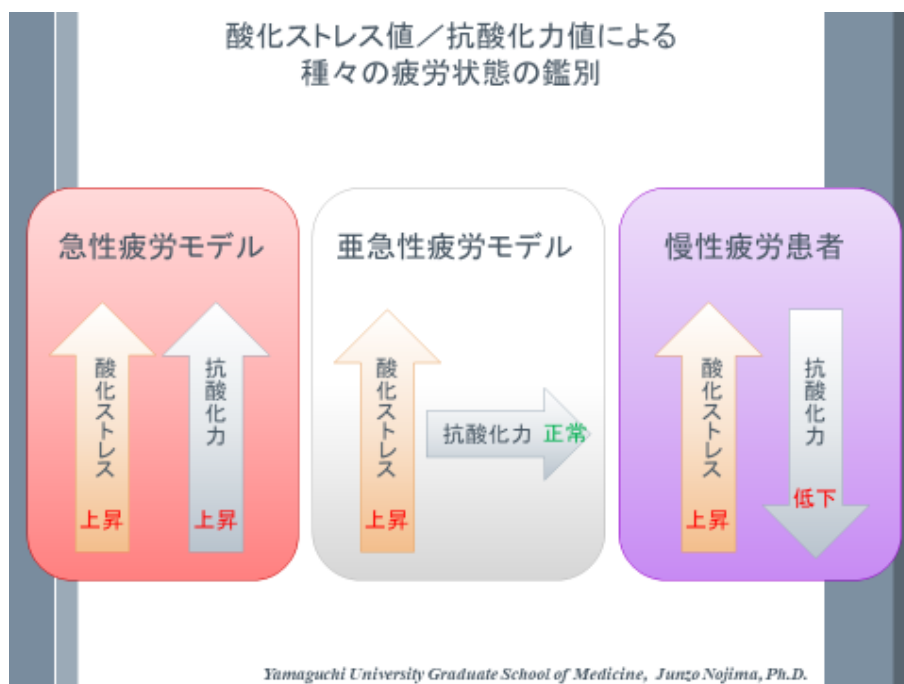 酸化ストレス値／抗酸化力値による
種々の疲労状態の鑑別
急性疲労モデル
酸化ストレス
上昇
抗酸化力
上昇
亜急性疲労モデル
酸化ストレス
上昇
抗酸化力 正常
慢性疲労患者
酸化ストレス
上昇
抗酸化力
低下
Yamaguchi University Graduate School of Medicine, Junzo Nojima, Ph.D.